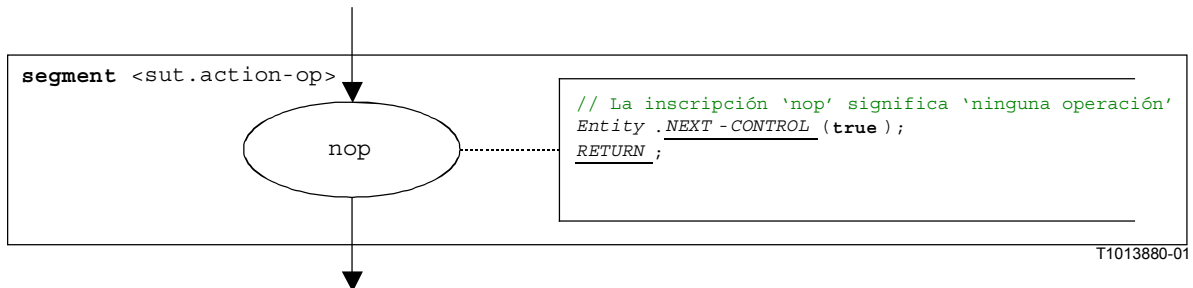 segment <sut.action-op>
// La inscripción ‘nop’ significa ‘ninguna operación’
Entity .NEXT-CONTROL (true );
nop
RETURN ;
T1013880-01